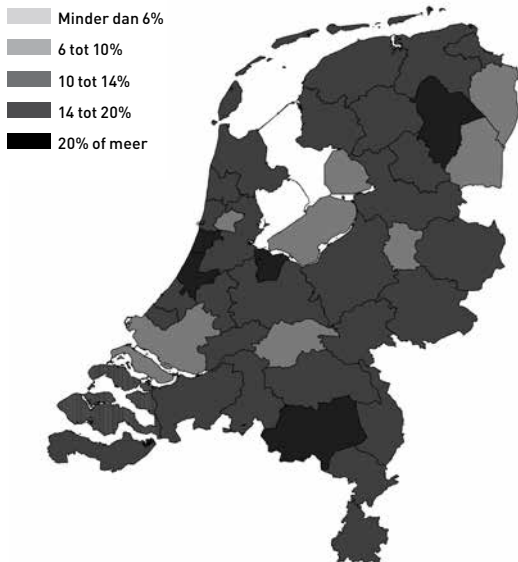 Minder dan 6%
6 tot 10%
10 tot 14%
14 tot 20%
20% of meer